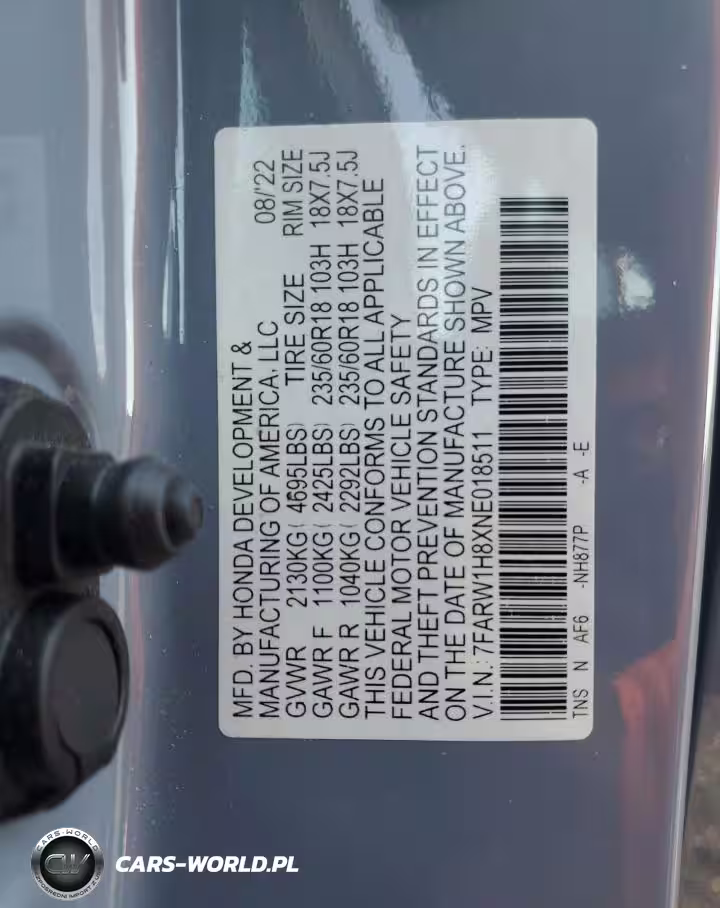 MFD. BY HONDA DEVELOPMENT &
MANUFACTURING OF AMERICA, LLC 08/'22
GVWR 2130KG( 4695LBS) TIRE SIZE RIM SIZE
GAWR F 1100KG( 2425LBS) 235/60R18 103H 18X7.5J
GAWR R 1040KG( 2292LBS) 235/60R18 103H 18X7.5J
THIS VEHICLE CONFORMS TO ALL APPLICABLE
FEDERAL MOTOR VEHICLE SAFETY
AND THEFT PREVENTION STANDARDS IN EFFECT
ON THE DATE OF MANUFACTURE SHOWN ABOVE.
V.I.N.: 7FARW1H8XNE018511 TYPE: MPV
TNS N AF6 -NH877P -A -E
CARS-WORLD
CW
CARS-WORLD.PL